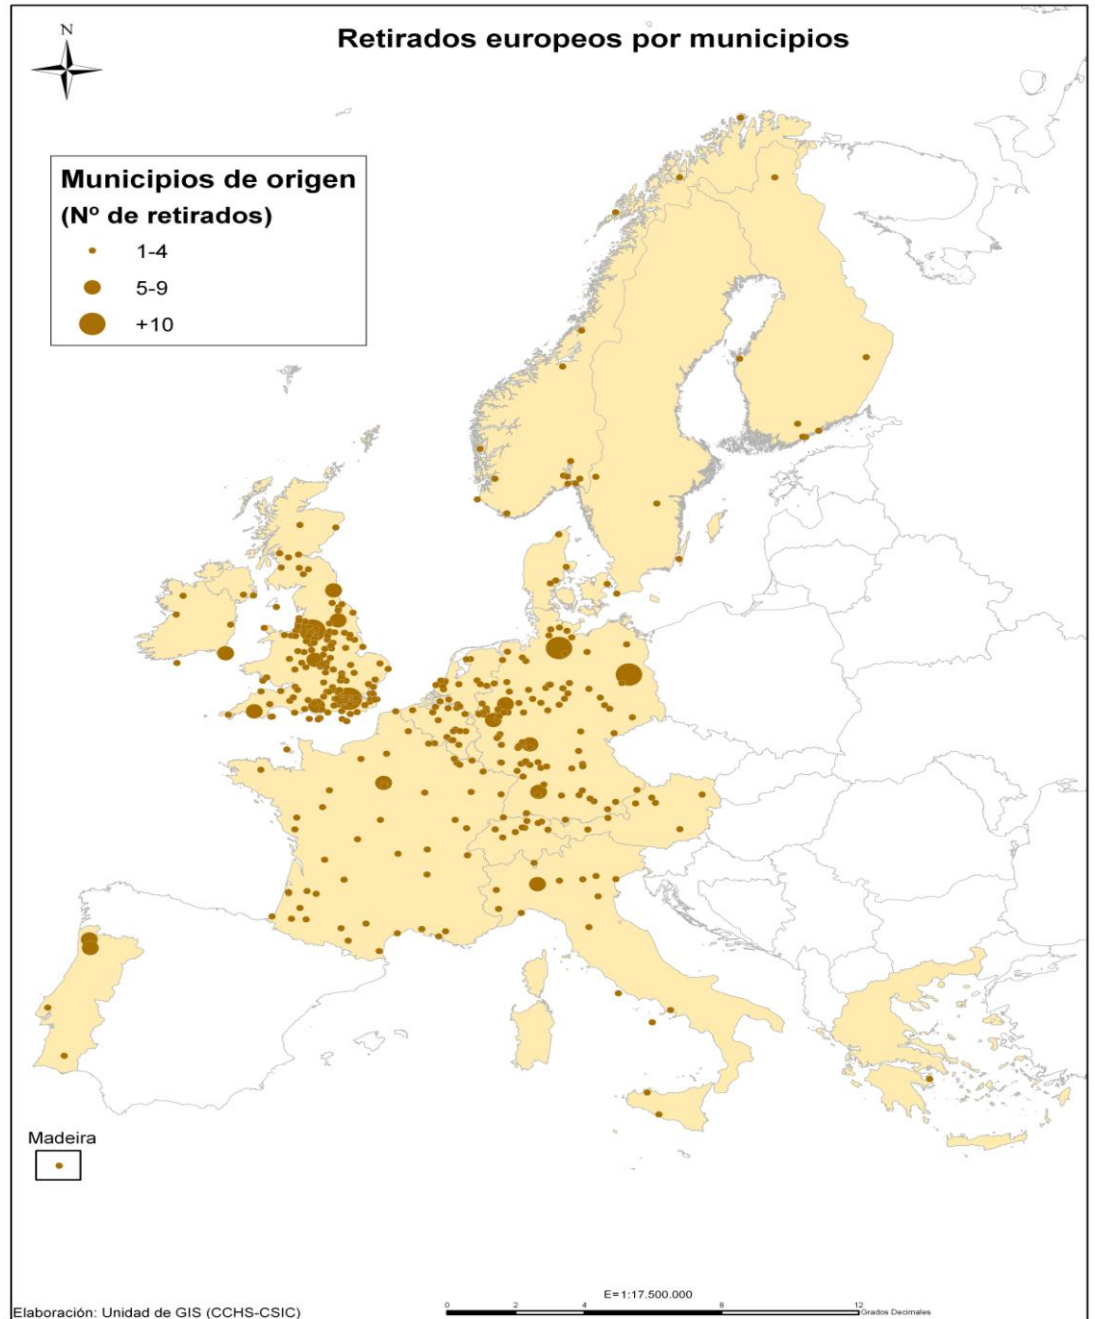 Retirados europeos por municipios
N
Municipios de origen
(Nº de retirados)
1-4
5-9
+10
Madeira
E=1:17.500.000
0 2 4 8 12
Grados Decimales
Elaboración: Unidad de GIS (CCHS-CSIC)